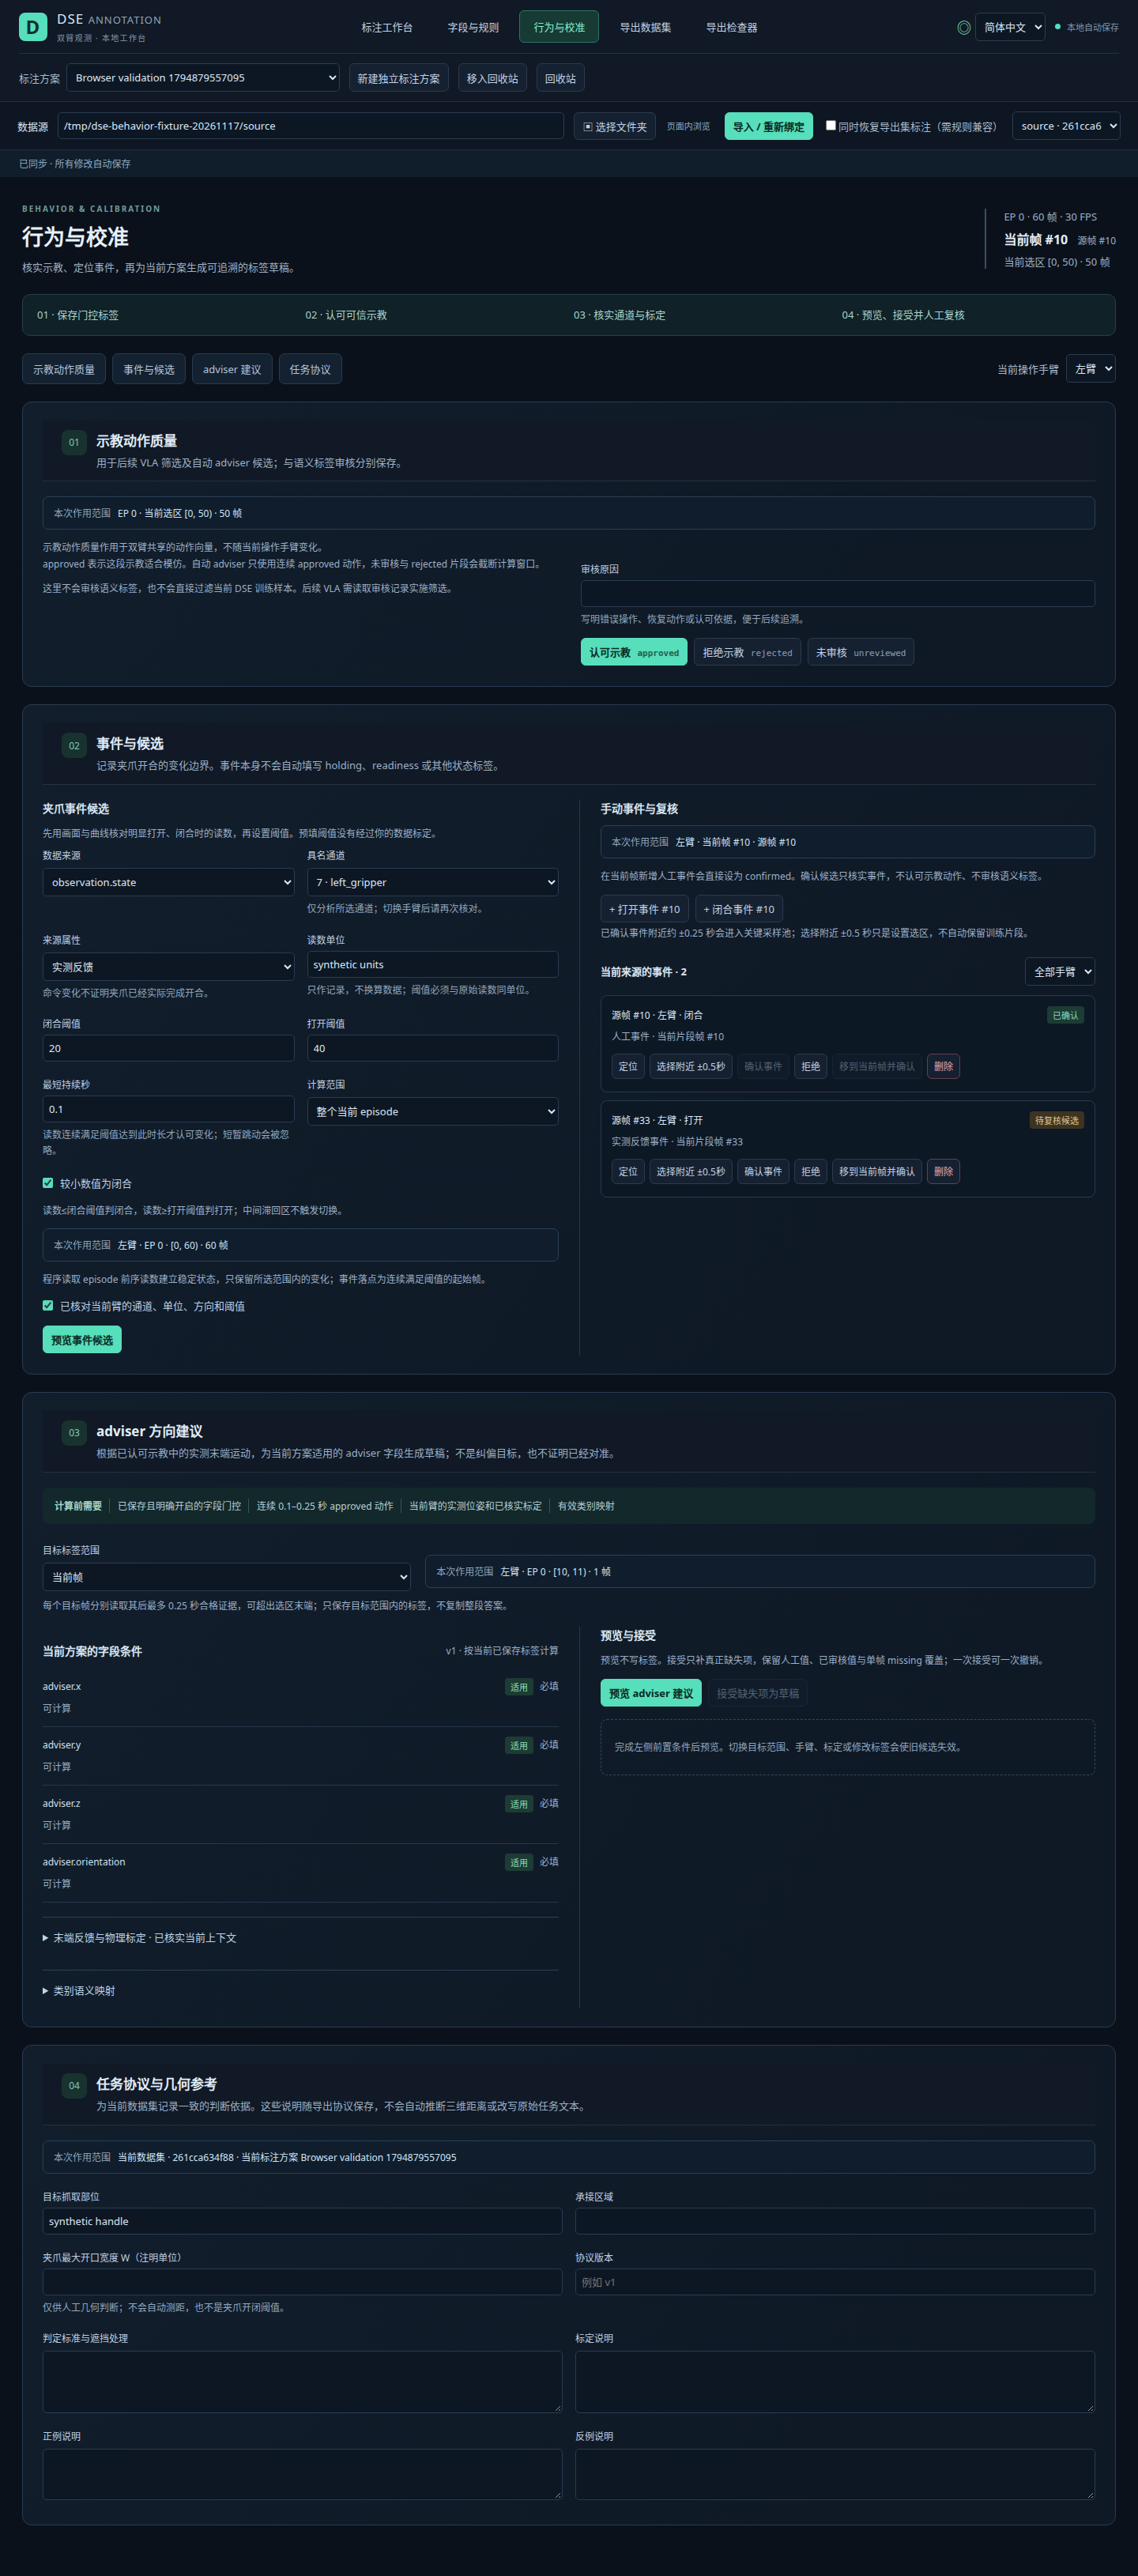 D
DSE ANNOTATION
双臂观测 · 本地工作台
标注工作台
字段与规则
行为与校准
导出数据集
导出检查器
简体中文
本地自动保存
标注方案
Browser validation 1794879557095
新建独立标注方案
移入回收站
回收站
数据源
/tmp/dse-behavior-fixture-20261117/source
▣ 选择文件夹
页面内浏览
导入 / 重新绑定
同时恢复导出集标注（需规则兼容）
source · 261cca6
已同步 · 所有修改自动保存
BEHAVIOR & CALIBRATION
行为与校准
核实示教、定位事件，再为当前方案生成可追溯的标签草稿。
EP 0 · 60 帧 · 30 FPS
当前帧 #10 源帧 #10
当前选区 [0, 50) · 50 帧
01 · 保存门控标签
02 · 认可可信示教
03 · 核实通道与标定
04 · 预览、接受并人工复核
示教动作质量
事件与候选
adviser 建议
任务协议
当前操作手臂
左臂
01
示教动作质量
用于后续 VLA 筛选及自动 adviser 候选；与语义标签审核分别保存。
本次作用范围 EP 0 · 当前选区 [0, 50) · 50 帧
示教动作质量作用于双臂共享的动作向量，不随当前操作手臂变化。
approved 表示这段示教适合模仿。自动 adviser 只使用连续 approved 动作，未审核与 rejected 片段会截断计算窗口。
这里不会审核语义标签，也不会直接过滤当前 DSE 训练样本。后续 VLA 需读取审核记录实施筛选。
审核原因
写明错误操作、恢复动作或认可依据，便于后续追溯。
认可示教 approved
拒绝示教 rejected
未审核 unreviewed
02
事件与候选
记录夹爪开合的变化边界。事件本身不会自动填写 holding、readiness 或其他状态标签。
夹爪事件候选
先用画面与曲线核对明显打开、闭合时的读数，再设置阈值。预填阈值没有经过你的数据标定。
数据来源
具名通道
observation.state
7 · left_gripper
仅分析所选通道；切换手臂后请再次核对。
来源属性
读数单位
实测反馈
synthetic units
命令变化不证明夹爪已经实际完成开合。
只作记录，不换算数据；阈值必须与原始读数同单位。
闭合阈值
打开阈值
20
40
最短持续秒
计算范围
0.1
整个当前 episode
读数连续满足阈值达到此时长才认可变化；短暂跳动会被忽
略。
较小数值为闭合
读数≤闭合阈值判闭合，读数≥打开阈值判打开；中间滞回区不触发切换。
本次作用范围 左臂 · EP 0 · [0, 60) · 60 帧
程序读取 episode 前序读数建立稳定状态，只保留所选范围内的变化；事件落点为连续满足阈值的起始帧。
已核对当前臂的通道、单位、方向和阈值
预览事件候选
手动事件与复核
本次作用范围 左臂 · 当前帧 #10 · 源帧 #10
在当前帧新增人工事件会直接设为 confirmed。确认候选只核实事件，不认可示教动作、不审核语义标签。
+ 打开事件 #10
+ 闭合事件 #10
已确认事件附近约 ±0.25 秒会进入关键采样池；选择附近 ±0.5 秒只是设置选区，不自动保留训练片段。
当前来源的事件 · 2
全部手臂
源帧 #10 · 左臂 · 闭合
已确认
人工事件 · 当前片段帧 #10
定位
选择附近 ±0.5秒
确认事件
拒绝
移到当前帧并确认
删除
源帧 #33 · 左臂 · 打开
待复核候选
实测反馈事件 · 当前片段帧 #33
定位
选择附近 ±0.5秒
确认事件
拒绝
移到当前帧并确认
删除
03
adviser 方向建议
根据已认可示教中的实测末端运动，为当前方案适用的 adviser 字段生成草稿；不是纠偏目标，也不证明已经对准。
计算前需要
已保存且明确开启的字段门控
连续 0.1–0.25 秒 approved 动作
当前臂的实测位姿和已核实标定
有效类别映射
目标标签范围
当前帧
本次作用范围 左臂 · EP 0 · [10, 11) · 1 帧
每个目标帧分别读取其后最多 0.25 秒合格证据，可超出选区末端；只保存目标范围内的标签，不复制整段答案。
当前方案的字段条件
v1 · 按当前已保存标签计算
adviser.x
适用 必填
可计算
adviser.y
适用 必填
可计算
adviser.z
适用 必填
可计算
adviser.orientation
适用 必填
可计算
▶ 末端反馈与物理标定 · 已核实当前上下文
▶ 类别语义映射
预览与接受
预览不写标签。接受只补真正缺失项，保留人工值、已审核值与单帧 missing 覆盖；一次接受可一次撤销。
预览 adviser 建议
接受缺失项为草稿
完成左侧前置条件后预览。切换目标范围、手臂、标定或修改标签会使旧候选失效。
04
任务协议与几何参考
为当前数据集记录一致的判断依据。这些说明随导出协议保存，不会自动推断三维距离或改写原始任务文本。
本次作用范围 当前数据集 · 261cca634f88 · 当前标注方案 Browser validation 1794879557095
目标抓取部位
承接区域
synthetic handle
夹爪最大开口宽度 W（注明单位）
协议版本
例如 v1
仅供人工几何判断；不会自动测距，也不是夹爪开闭阈值。
判定标准与遮挡处理
标定说明
正例说明
反例说明